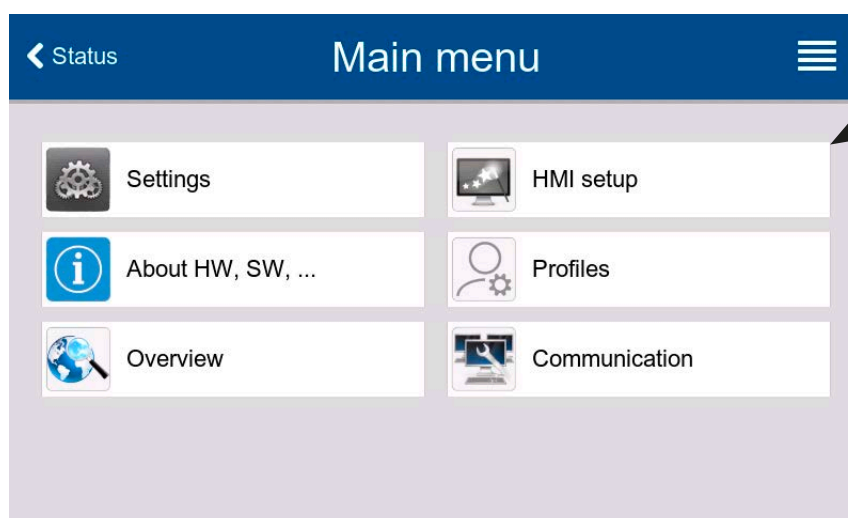 Status
Main menu
Settings
HMI setup
About HW, SW, ...
Profiles
Overview
Communication